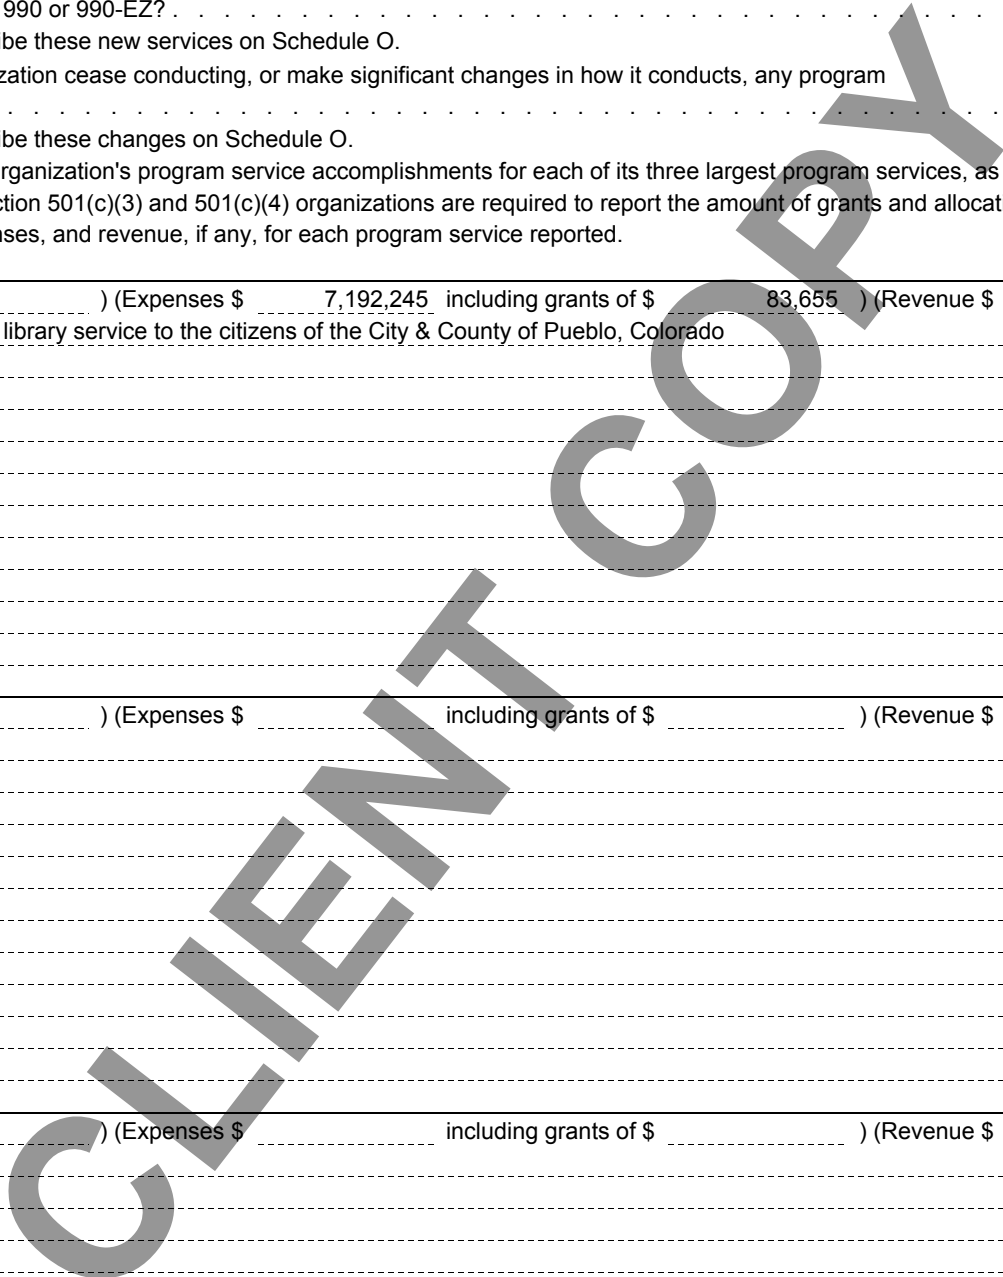 990 or 990-EZ? . . . . . . . . . . . . . . . . . . . . . . . . . . . . . . . . . .
be these new services on Schedule O.
zation cease conducting, or make significant changes in how it conducts, any program
. . . . . . . . . . . . . . . . . . . . . . . . . . . . . . . . . . . . . . . . . .
be these changes on Schedule O.
rganization's program service accomplishments for each of its three largest program services, as
ction 501(c)(3) and 501(c)(4) organizations are required to report the amount of grants and allocati
nses, and revenue, if any, for each program service reported.
) (Expenses $ 7,192,245 including grants of $ 83,655 ) (Revenue $
library service to the citizens of the City & County of Pueblo, Colorado
) (Expenses $ including grants of $ ) (Revenue $
) (Expenses $ including grants of $ ) (Revenue $
CLIENT COPY